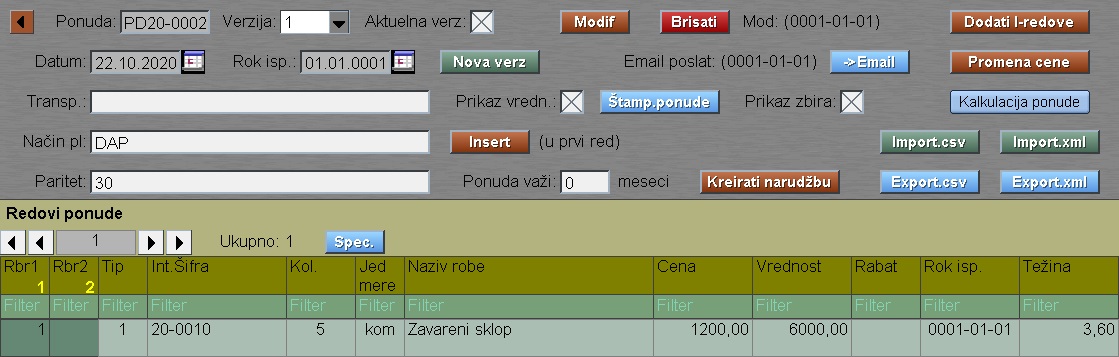 Ponuda: PD20-0002 Verzija: 1 Aktuelna verz: Modif Brisati Mod: (0001-01-01) Dodati I-redove
Datum: 22.10.2020 Rok isp.: 01.01.0001 Nova verz Email poslat: (0001-01-01) ->Email Promena cene
Transp.: Prikaz vredn.: Štamp.ponude Prikaz zbira: Kalkulacija ponude
Način pl: DAP Insert (u prvi red) Import.csv Import.xml
Paritet: 30 Ponuda važi: 0 meseci Kreirati narudžbu Export.csv Export.xml
Redovi ponude
1 Ukupno: 1 Spec.
Rbr1 Rbr2 Tip Int.Šifra Kol. Jed Naziv robe Cena Vrednost Rabat Rok isp. Težina
1 2 mere
Filter Filter Filter Filter Filter Filter Filter Filter Filter Filter Filter Filter
1 1 20-0010 5 kom Zavareni sklop 1200,00 6000,00 0001-01-01 3,60